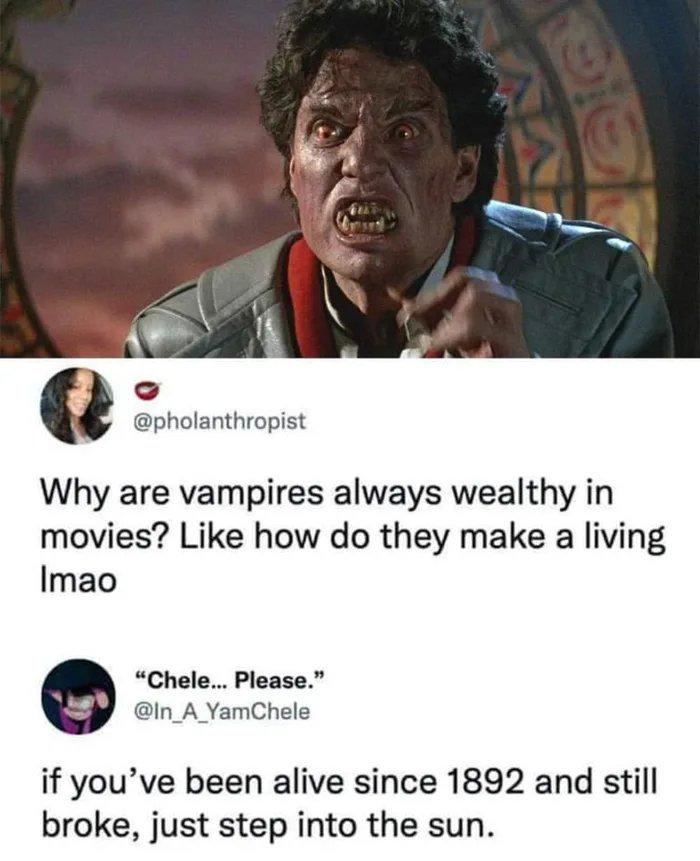 @pholanthropist
Why are vampires always wealthy in
movies? Like how do they make a living
lmao
“Chele... Please.”
@In_A_YamChele
if you’ve been alive since 1892 and still
broke, just step into the sun.